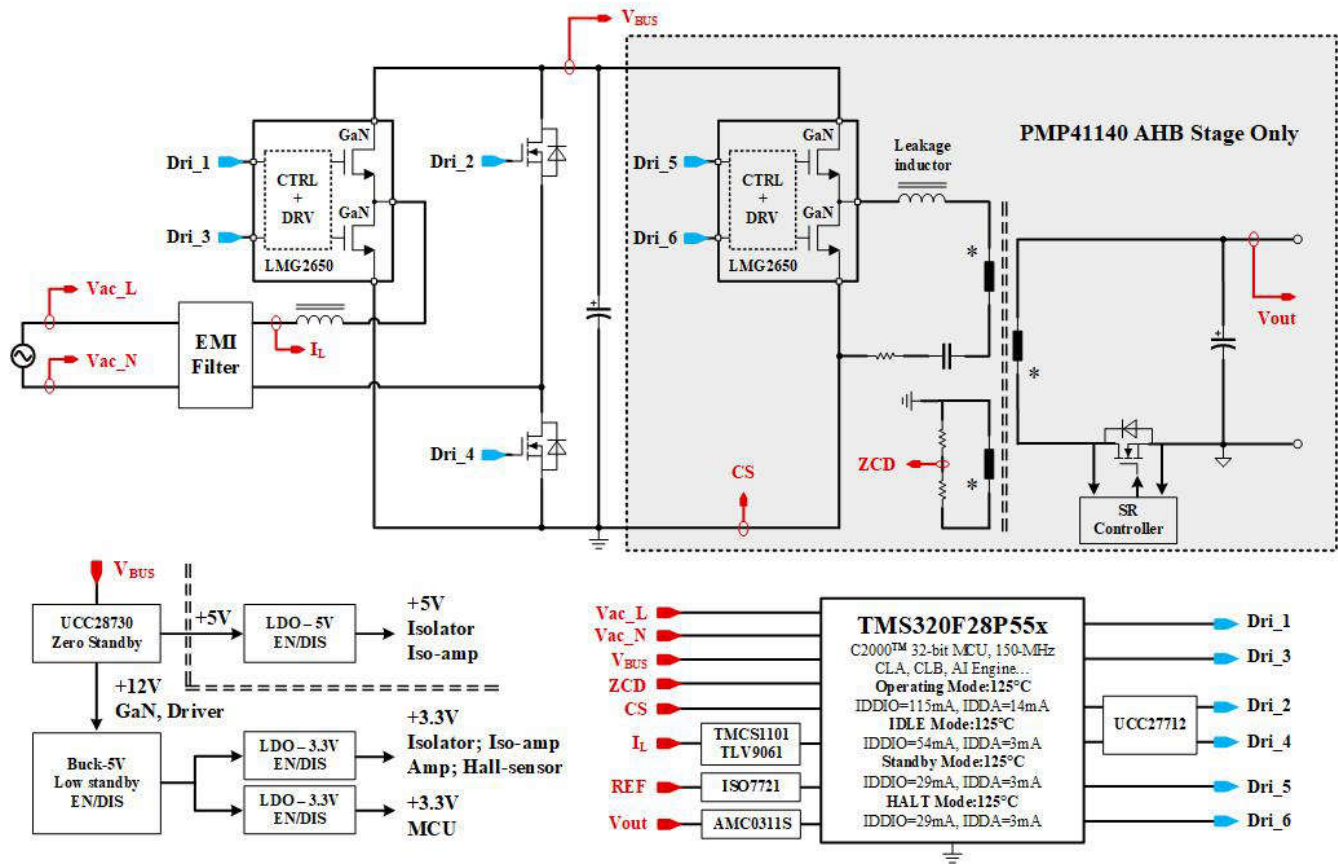 V_BUS
GaN
Dri_1
CTRL
+
DRV
GaN
Dri_3
LMG2650
Dri_2
Vac_L
EMI
Filter
I_L
Vac_N
Dri_4
PMP41140 AHB Stage Only
GaN
Dri_5
CTRL
+
DRV
GaN
Dri_6
LMG2650
Leakage
inductor
*
+
+
*
Vout
ZCD
*
CS
SR
Controller
V_BUS
UCC28730
Zero Standby
+5V
LDO – 5V
EN/DIS
+5V
Isolator
Iso-amp
+12V
GaN, Driver
Buck-5V
Low standby
EN/DIS
LDO – 3.3V
EN/DIS
+3.3V
Isolator; Iso-amp
Amp; Hall-sensor
LDO – 3.3V
EN/DIS
+3.3V
MCU
Vac_L
Vac_N
V_BUS
ZCD
CS
I_L
TMCS1101
TLV9061
REF
ISO7721
Vout
AMC0311S
TMS320F28P55x
C2000™ 32-bit MCU, 150-MHz
CLA, CLB, AI Engine…
Operating Mode:125°C
IDDIO=115mA, IDDA=14mA
IDLE Mode:125°C
IDDIO=54mA, IDDA=3mA
Standby Mode:125°C
IDDIO=29mA, IDDA=3mA
HALT Mode:125°C
IDDIO=29mA, IDDA=3mA
Dri_1
Dri_3
UCC27712
Dri_2
Dri_4
Dri_5
Dri_6